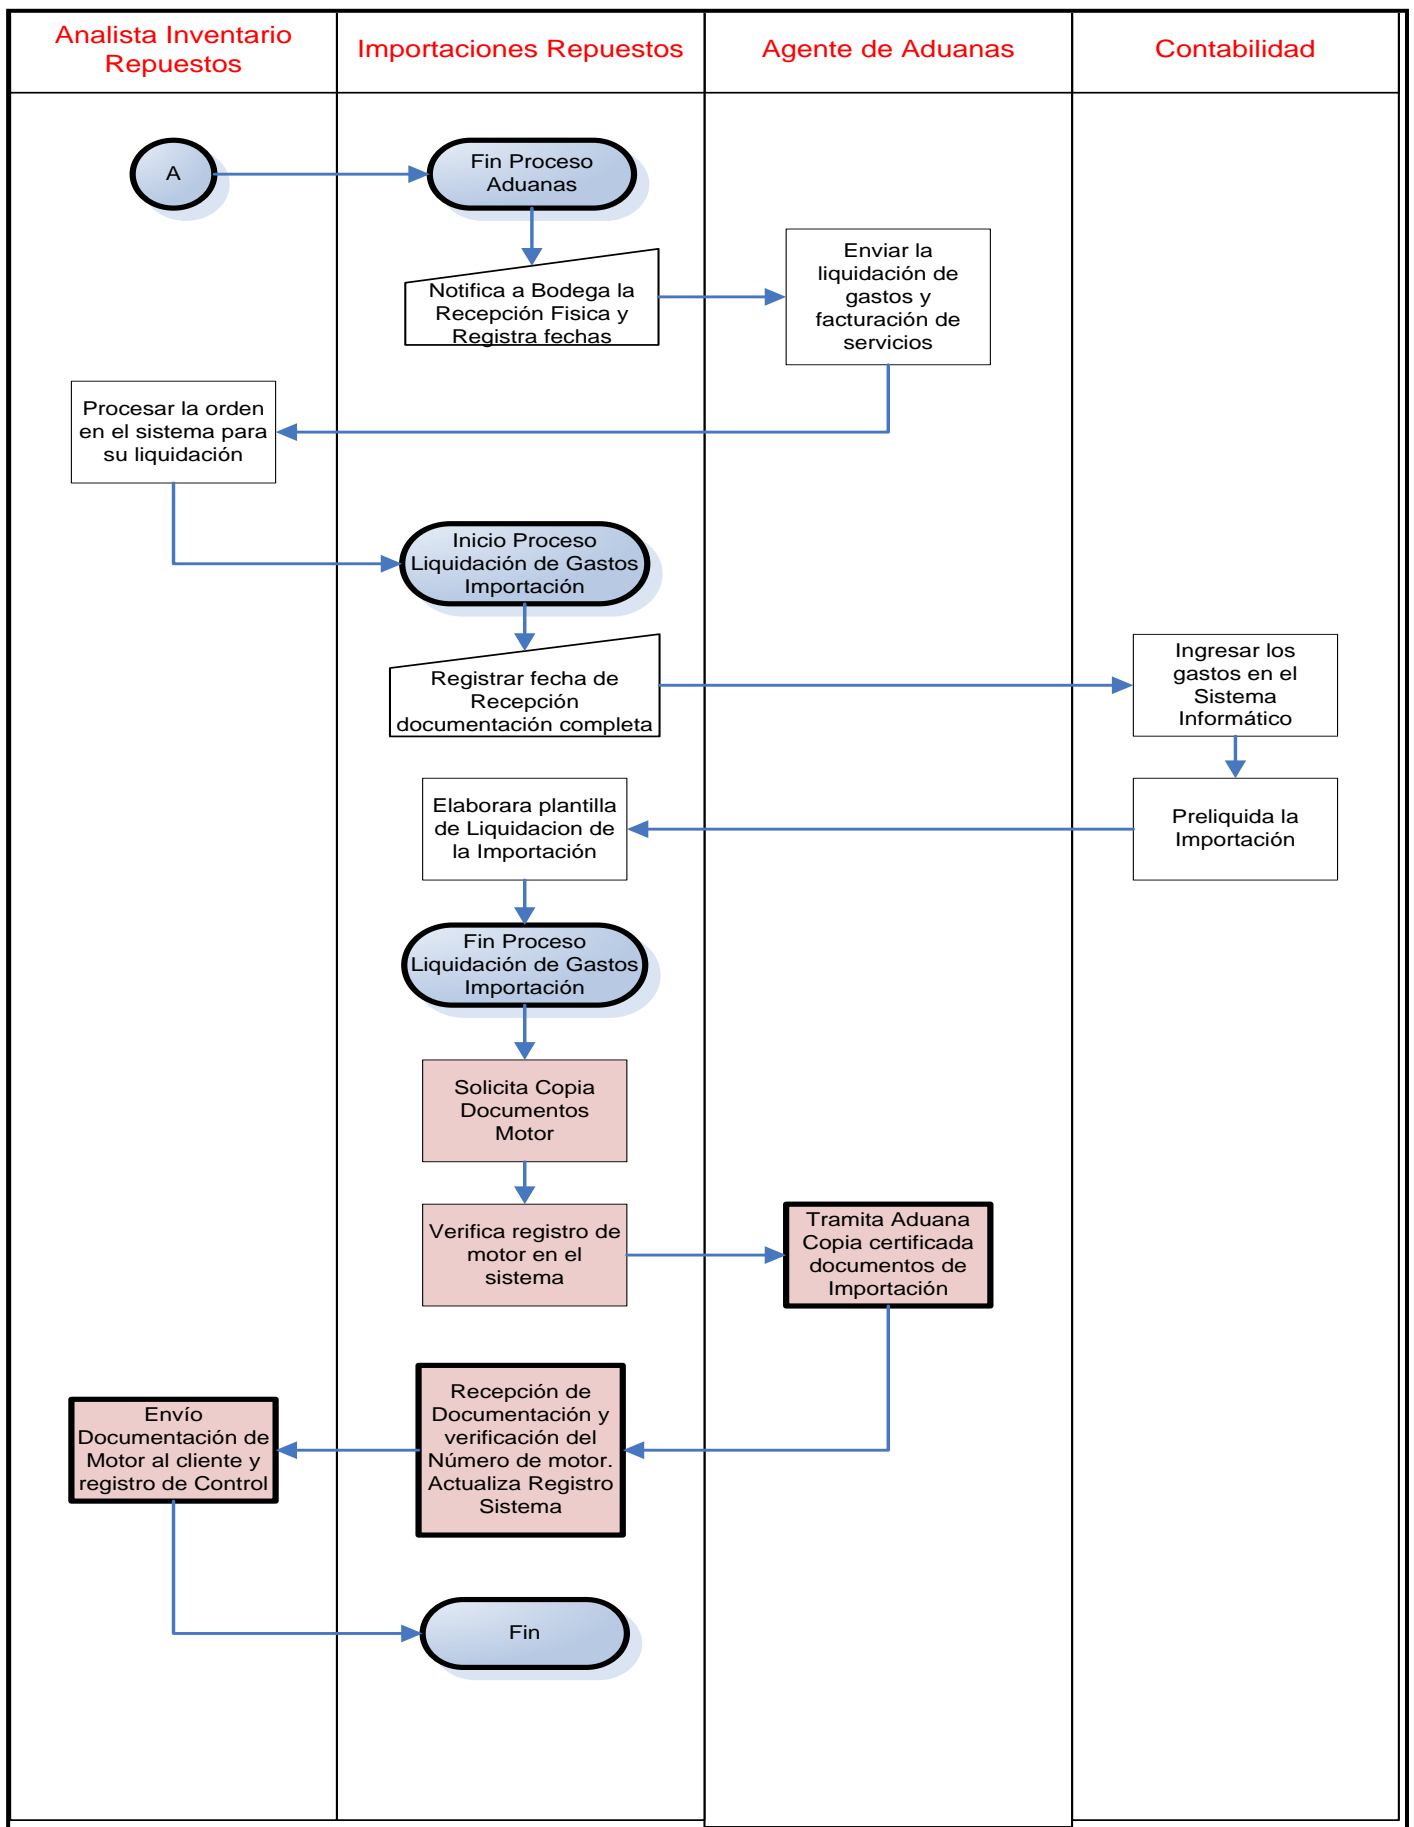 Analista Inventario
Repuestos
Importaciones Repuestos
Agente de Aduanas
Contabilidad
A
Fin Proceso
Aduanas
Notifica a Bodega la
Recepción Fisica y
Registra fechas
Enviar la
liquidación de
gastos y
facturación de
servicios
Procesar la orden
en el sistema para
su liquidación
Inicio Proceso
Liquidación de Gastos
Importación
Registrar fecha de
Recepción
documentación completa
Ingresar los
gastos en el
Sistema
Informático
Preliquida la
Importación
Elaborara plantilla
de Liquidacion de
la Importación
Fin Proceso
Liquidación de Gastos
Importación
Solicita Copia
Documentos
Motor
Verifica registro de
motor en el
sistema
Tramita Aduana
Copia certificada
documentos de
Importación
Recepción de
Documentación y
verificación del
Número de motor.
Actualiza Registro
Sistema
Envío
Documentación de
Motor al cliente y
registro de Control
Fin